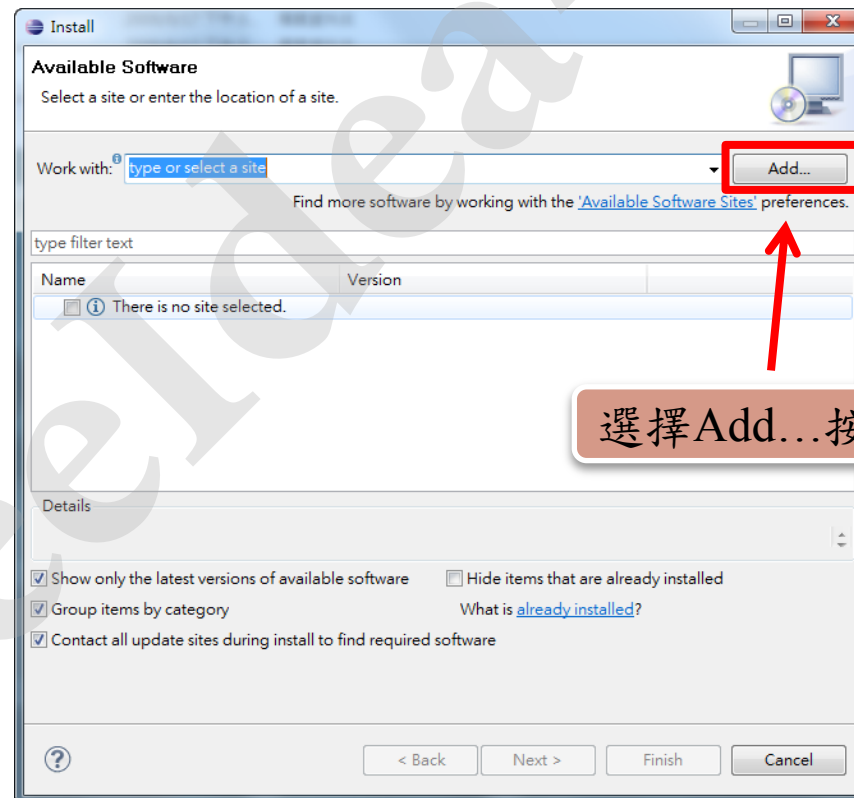 Install
Available Software
Select a site or enter the location of a site.
Work with: type or select a site
Add...
Find more software by working with the 'Available Software Sites' preferences.
type filter text
Name Version
There is no site selected.
選擇Add…按
Details
Show only the latest versions of available software Hide items that are already installed
Group items by category What is already installed?
Contact all update sites during install to find required software
< Back Next > Finish Cancel